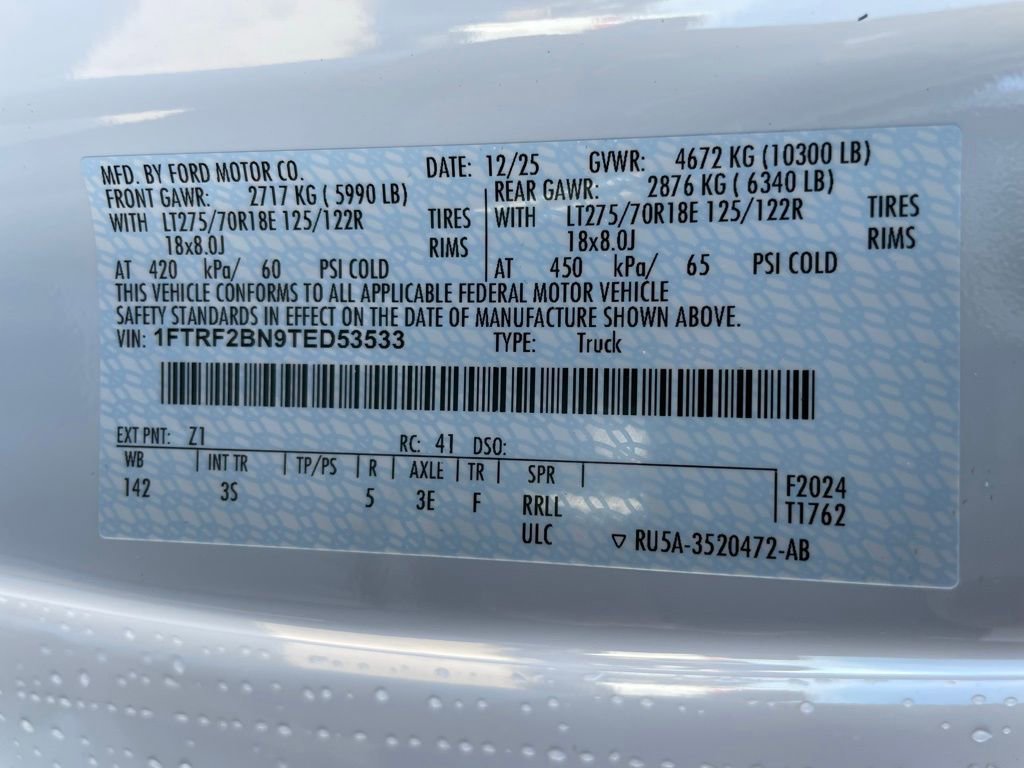 MFD. BY FORD MOTOR CO. DATE: 12/25 GVWR: 4672 KG (10300 LB)
FRONT GAWR: 2717 KG ( 5990 LB) REAR GAWR: 2876 KG ( 6340 LB)
WITH LT275/70R18E 125/122R TIRES WITH LT275/70R18E 125/122R TIRES
18x8.0J RIMS 18x8.0J RIMS
AT 420 kPa/ 60 PSI COLD AT 450 kPa/ 65 PSI COLD
THIS VEHICLE CONFORMS TO ALL APPLICABLE FEDERAL MOTOR VEHICLE
SAFETY STANDARDS IN EFFECT ON THE DATE OF MANUFACTURE SHOWN ABOVE.
VIN: 1FTRF2BN9TED53533 TYPE: Truck
EXT PNT: Z1 RC: 41 DSO:
WB INT TR TP/PS R AXLE TR SPR
142 3S 5 3E F RRLL F2024
ULC T1762
▽ RU5A-3520472-AB